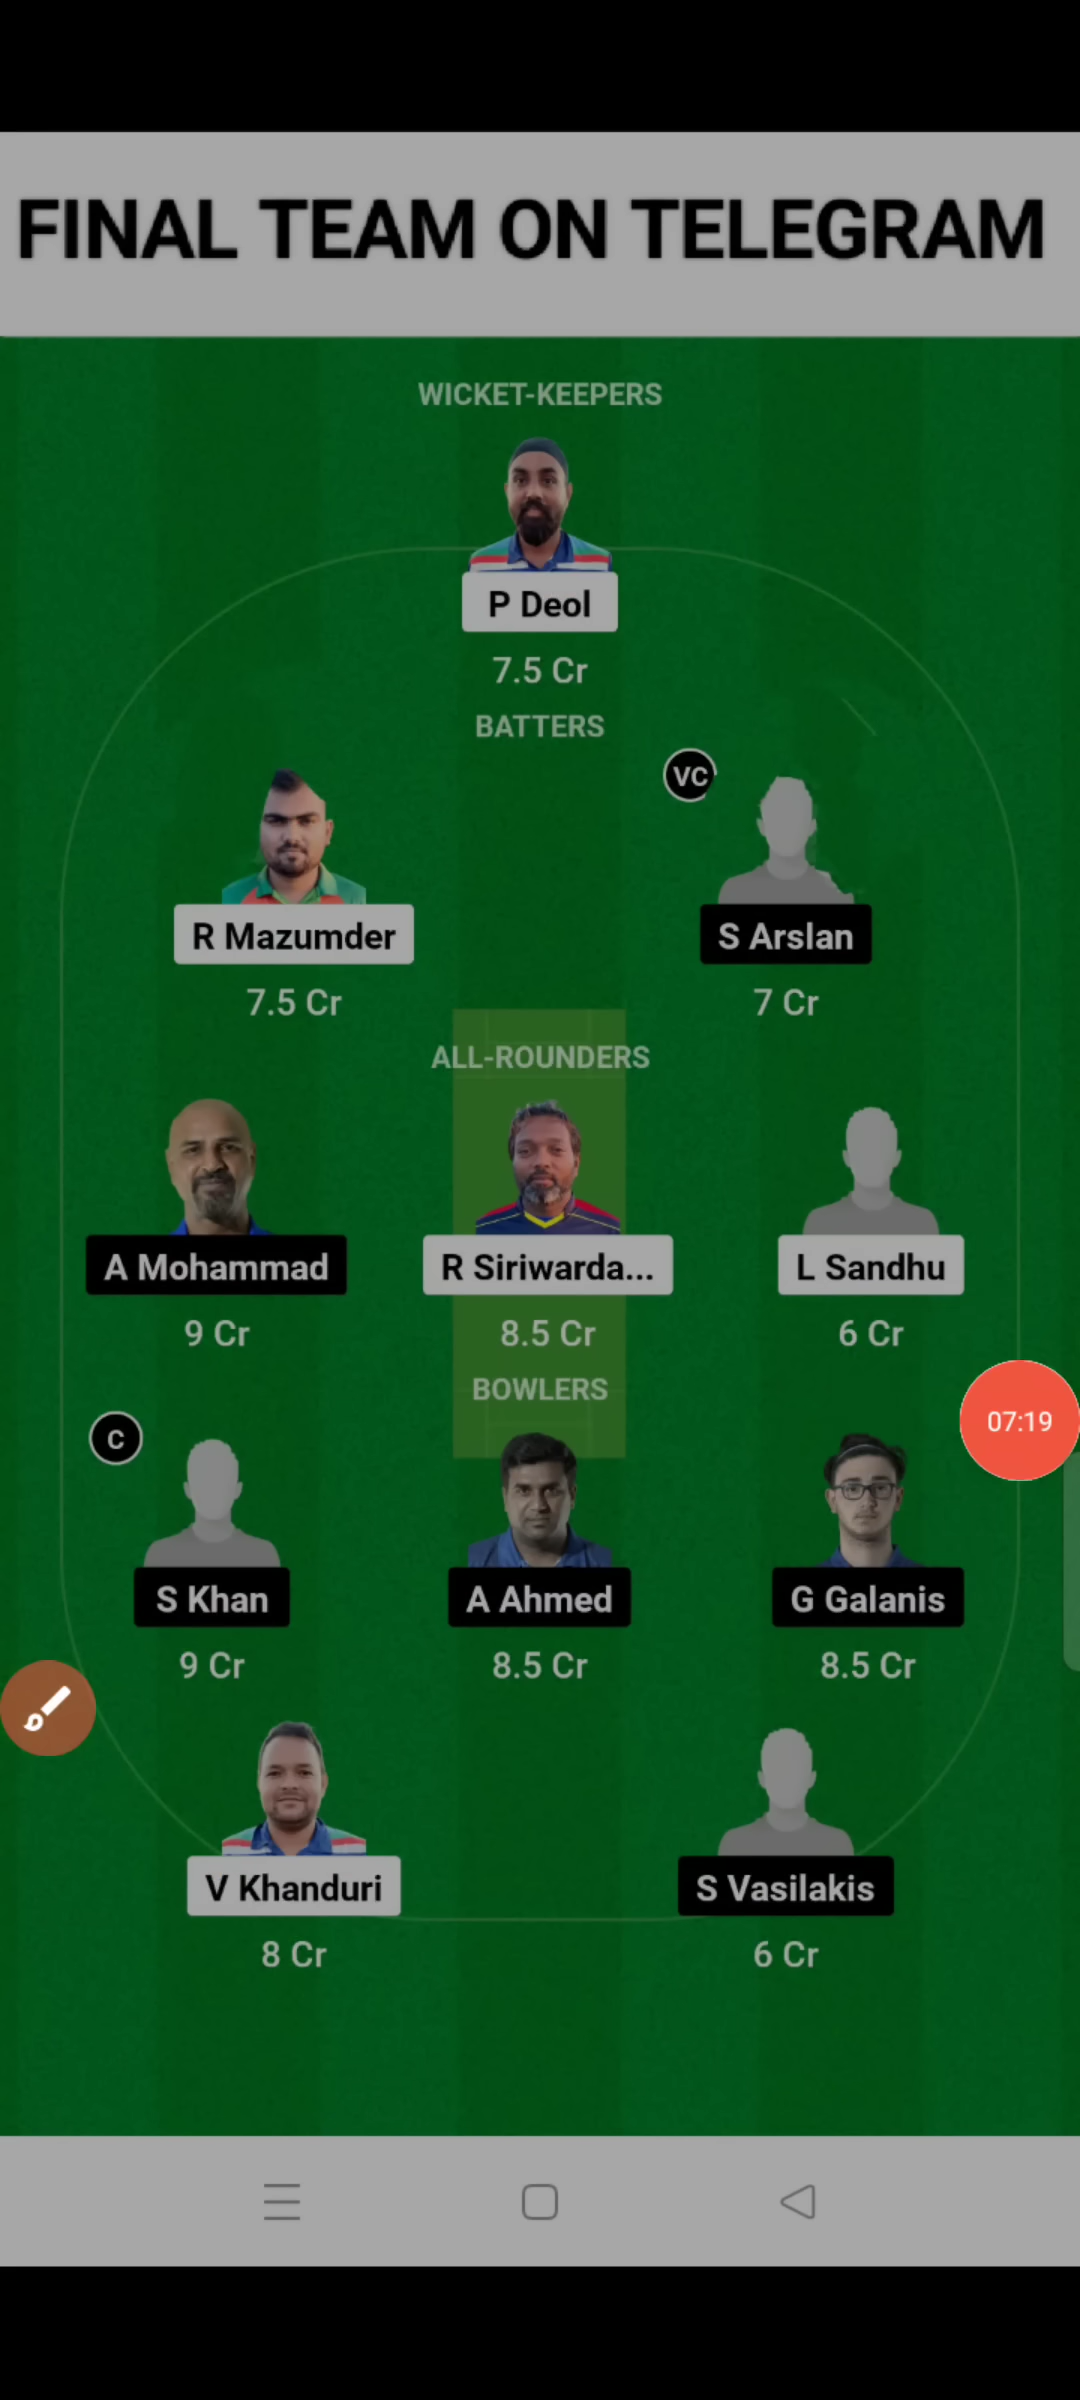 FINAL TEAM ON TELEGRAM
WICKET-KEEPERS
P Deol
7.5 Cr
BATTERS
VC
R Mazumder
S Arslan
7.5 Cr
7 Cr
ALL-ROUNDERS
A Mohammad
R Siriwarda...
L Sandhu
9 Cr
8.5 Cr
6 Cr
BOWLERS
C
07:19
S Khan
A Ahmed
G Galanis
9 Cr
8.5 Cr
8.5 Cr
V Khanduri
S Vasilakis
8 Cr
6 Cr